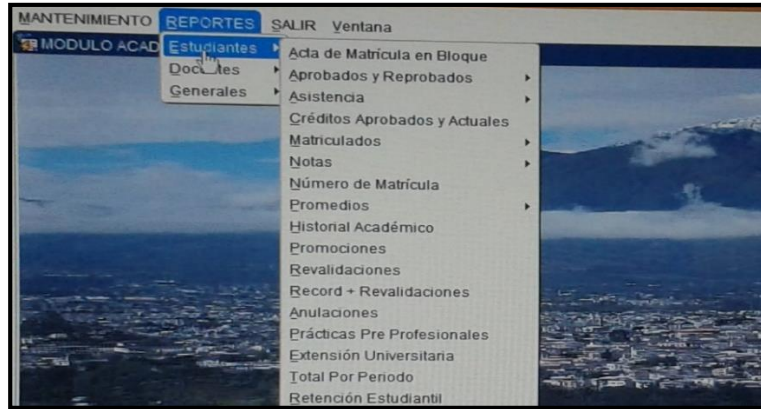 MANTENIMIENTO REPORTES SALIR Ventana
MODULO ACAD
Estudiantes
Generales
Acta de Matrícula en Bloque
Aprobados y Reprobados
Asistencia
Créditos Aprobados y Actuales
Matriculados
Notas
Número de Matrícula
Promedios
Historial Académico
Promociones
Revalidaciones
Record + Revalidaciones
Anulaciones
Prácticas Pre Profesionales
Extensión Universitaria
Total Por Periodo
Retención Estudiantil